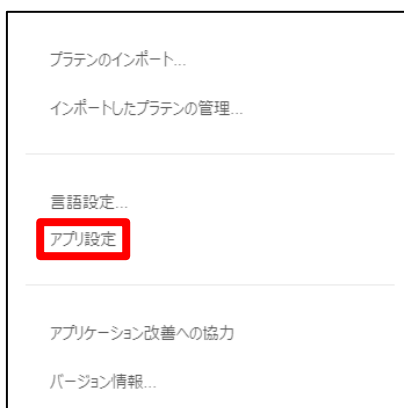 プラテンのインポート...
インポートしたプラテンの管理...
言語設定...
アプリ設定
アプリケーション改善への協力
バージョン情報...